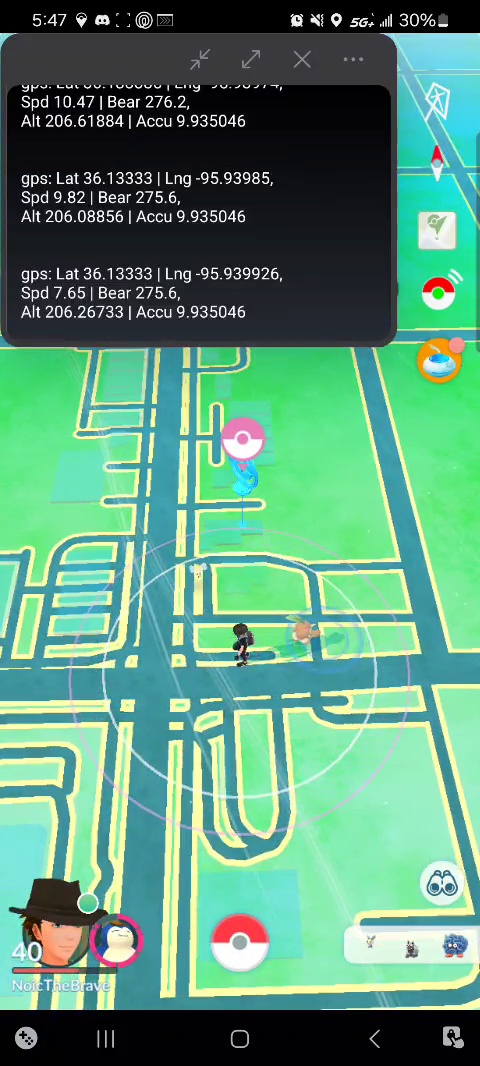 5:47
5G+
30%
Spd 10.47 | Bear 276.2,
Alt 206.61884 | Accu 9.935046
gps: Lat 36.13333 | Lng -95.93985,
Spd 9.82 | Bear 275.6,
Alt 206.08856 | Accu 9.935046
gps: Lat 36.13333 | Lng -95.939926,
Spd 7.65 | Bear 275.6,
Alt 206.26733 | Accu 9.935046
40
NoicTheBrave